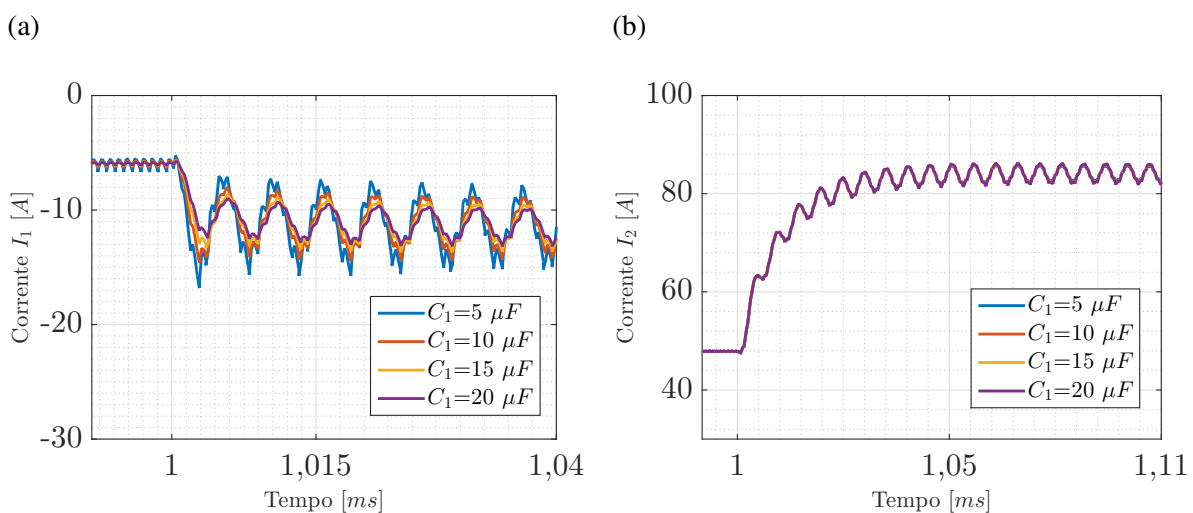 (a)
0
-10
-20
-30
Corrente I₁ [A]
1
1,015
1,04
Tempo [ms]
C₁=5 μF
C₁=10 μF
C₁=15 μF
C₁=20 μF
(b)
100
80
60
40
Corrente I₂ [A]
1
1,05
1,11
Tempo [ms]
C₁=5 μF
C₁=10 μF
C₁=15 μF
C₁=20 μF